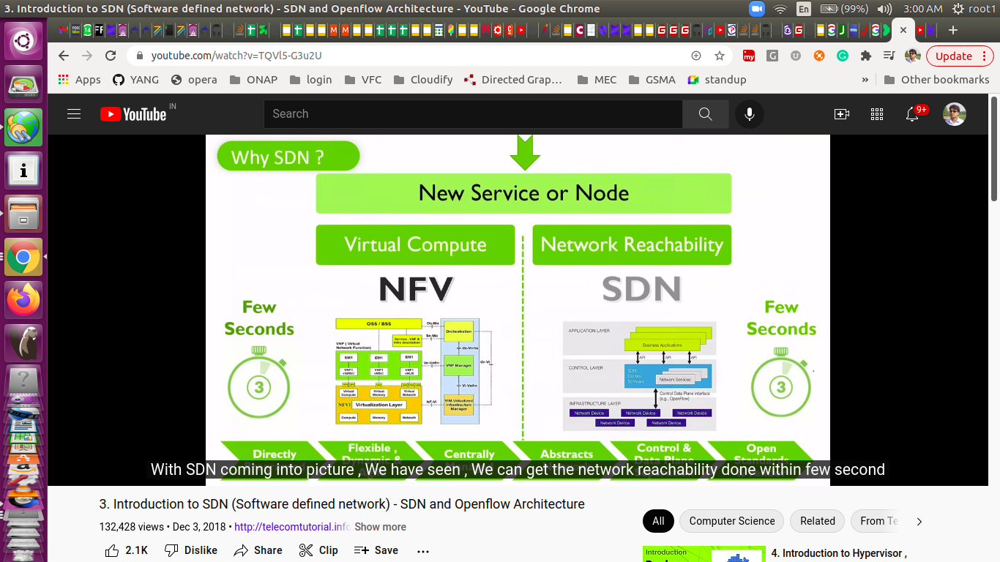 3. Introduction to SDN (Software defined network) - SDN and Openflow Architecture - YouTube - Google Chrome
En (99%) 3:00 AM root1
youtube.com/watch?v=TQVl5-G3u2U
Update
Apps YANG opera ONAP login VFC Cloudify Directed Grap… MEC GSMA standup » Other bookmarks
YouTube IN
Search
9+
Why SDN ?
New Service or Node
Virtual Compute
Network Reachability
NFV
SDN
Few
Seconds
3
OSS / BSS
Os-Ma
Orchestration
Se-Ma
Service , VNF &
Infra description
VNF ( Virtual
Network Function)
Or-Vnfm
EM1 EM1 EM1
Ve-Vnfm
VNF Manager
Or-Vi
VNF1
vMSC
VNF1
vMSC
VNF1
vHLR
Vi-Vnfm
Virtual
Compute
Virtual
Memory
Virtual
Network
NFVI
Virtualization Layer
Nf-Vi
VIM Virtualized
Infrastructure
Manager
Compute Memory Network
APPLICATION LAYER
Business Applications
API API API
CONTROL LAYER
SDN
Control
Software
Network Services
Control Data Plane interface
(e.g., OpenFlow)
INFRASTRUCTURE LAYER
Network Device Network Device Network Device
Network Device Network Device
Few
Seconds
3
Directly
Flexible ,
Dynamic &
Centrally
Abstracts
Control &
Data Plane
Open
Standards
With SDN coming into picture , We have seen , We can get the network reachability done within few second
3. Introduction to SDN (Software defined network) - SDN and Openflow Architecture
132,428 views • Dec 3, 2018 • http://telecomtutorial.info Show more
2.1K Dislike Share Clip Save
All Computer Science Related From Te
Introduction
4. Introduction to Hypervisor ,